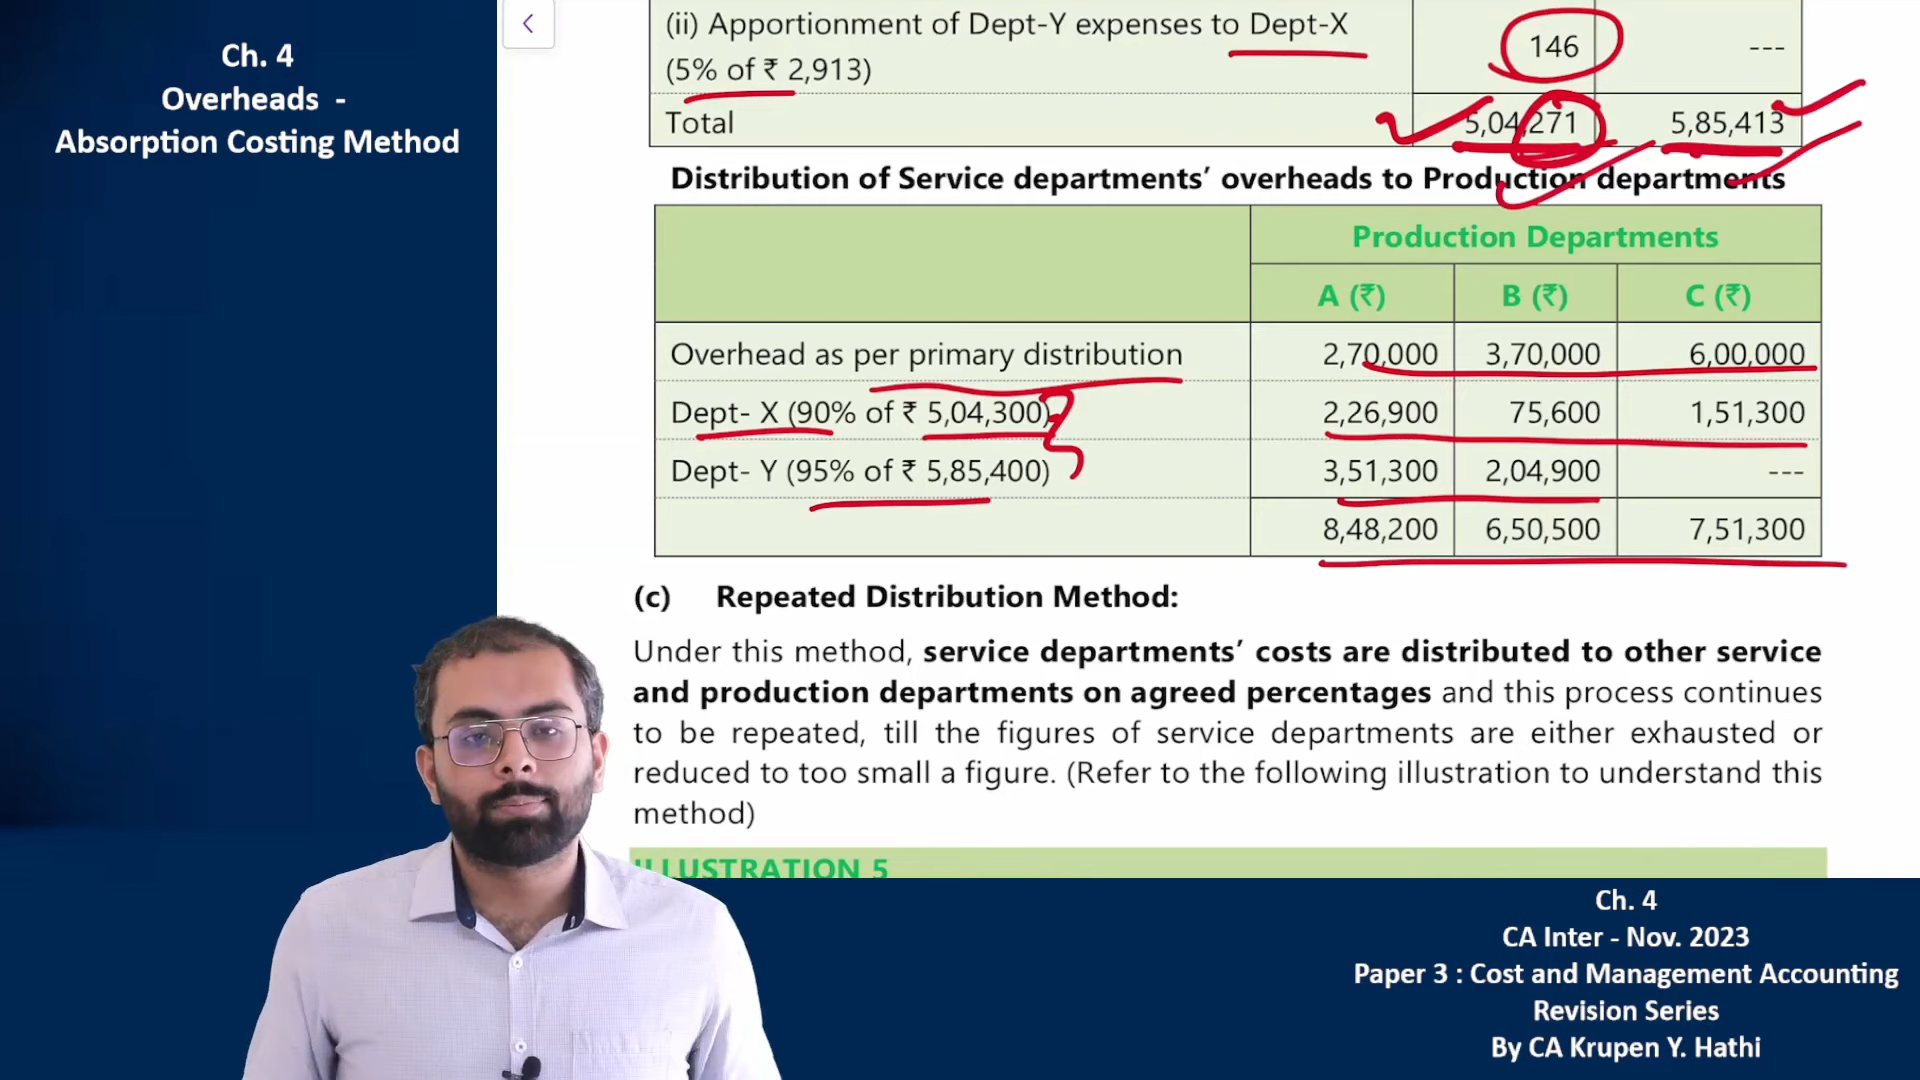 Ch. 4
Overheads -
Absorption Costing Method
(ii) Apportionment of Dept-Y expenses to Dept-X
(5% of ₹ 2,913)
146
---
Total 5,04,271 5,85,413
Distribution of Service departments’ overheads to Production departments
Production Departments
A (₹) B (₹) C (₹)
Overhead as per primary distribution 2,70,000 3,70,000 6,00,000
Dept- X (90% of ₹ 5,04,300) 2,26,900 75,600 1,51,300
Dept- Y (95% of ₹ 5,85,400) 3,51,300 2,04,900 ---
8,48,200 6,50,500 7,51,300
(c) Repeated Distribution Method:
Under this method, service departments’ costs are distributed to other service
and production departments on agreed percentages and this process continues
to be repeated, till the figures of service departments are either exhausted or
reduced to too small a figure. (Refer to the following illustration to understand this
method)
ILLUSTRATION 5
Ch. 4
CA Inter - Nov. 2023
Paper 3 : Cost and Management Accounting
Revision Series
By CA Krupen Y. Hathi